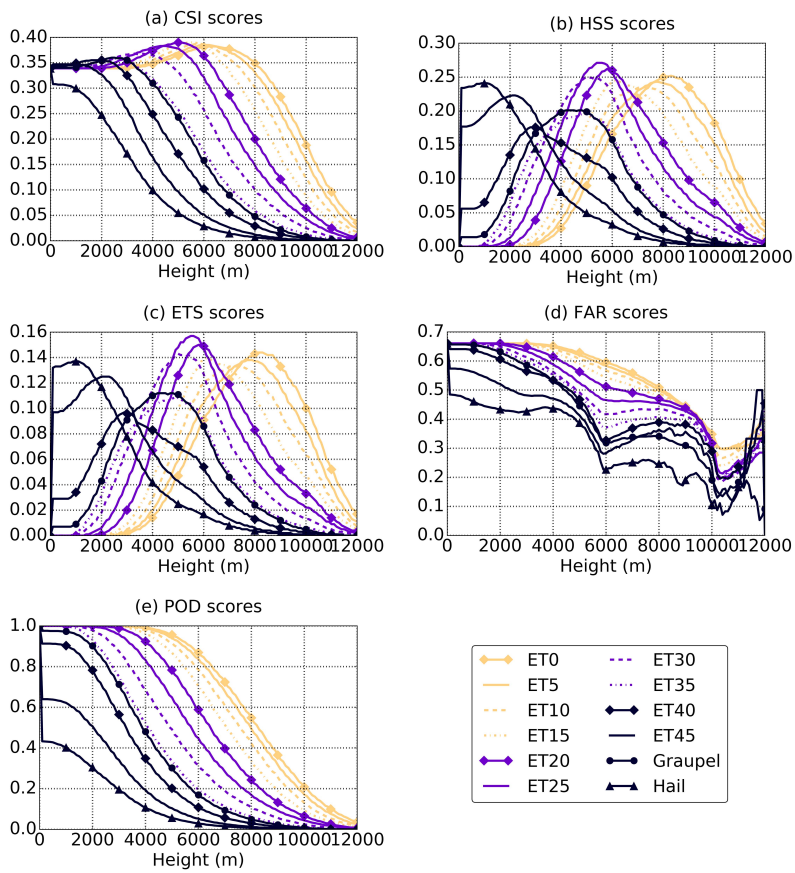 (a) CSI scores
0.40
0.35
0.30
0.25
0.20
0.15
0.10
0.05
0.00
0 2000 4000 6000 8000 10000 12000
Height (m)
(b) HSS scores
0.30
0.25
0.20
0.15
0.10
0.05
0.00
0 2000 4000 6000 8000 10000 12000
Height (m)
(c) ETS scores
0.16
0.14
0.12
0.10
0.08
0.06
0.04
0.02
0.00
0 2000 4000 6000 8000 10000 12000
Height (m)
(d) FAR scores
0.7
0.6
0.5
0.4
0.3
0.2
0.1
0.0
0 2000 4000 6000 8000 10000 12000
Height (m)
(e) POD scores
1.0
0.8
0.6
0.4
0.2
0.0
0 2000 4000 6000 8000 10000 12000
Height (m)
ET0
ET5
ET10
ET15
ET20
ET25
ET30
ET35
ET40
ET45
Graupel
Hail